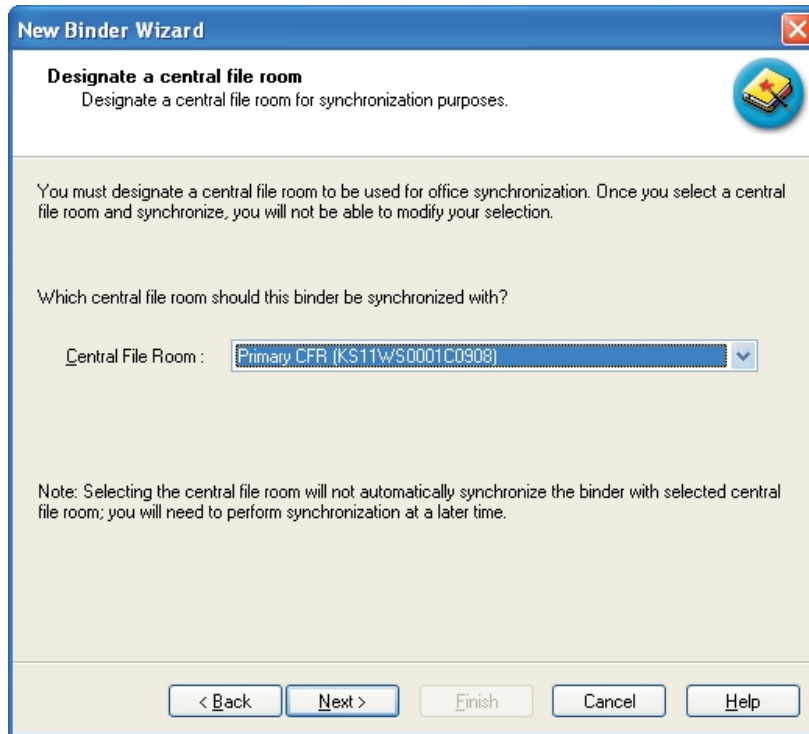 New Binder Wizard
Designate a central file room
Designate a central file room for synchronization purposes.
You must designate a central file room to be used for office synchronization. Once you select a central
file room and synchronize, you will not be able to modify your selection.
Which central file room should this binder be synchronized with?
Central File Room : Primary CFR (KS11WS0001C0908)
Note: Selecting the central file room will not automatically synchronize the binder with selected central
file room; you will need to perform synchronization at a later time.
< Back Next > Finish Cancel Help